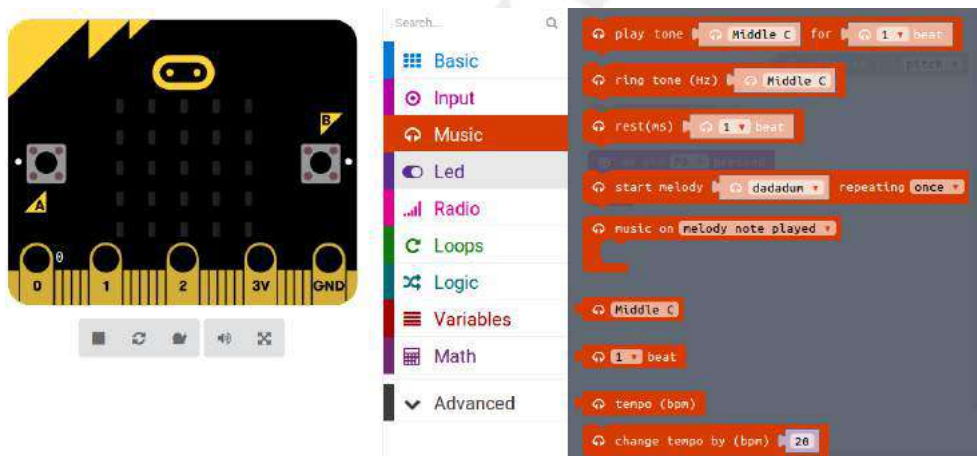 B
A
0
0 1 2 3V GND
Search...
Basic
Input
Music
Led
Radio
Loops
Logic
Variables
Math
Advanced
play tone Middle C for 1 beat
pitch
ring tone (Hz) Middle C
rest(ms) 1 beat
pressed
start melody dadadum repeating once
music on melody note played
Middle C
1 beat
tempo (bpm)
change tempo by (bpm) 20